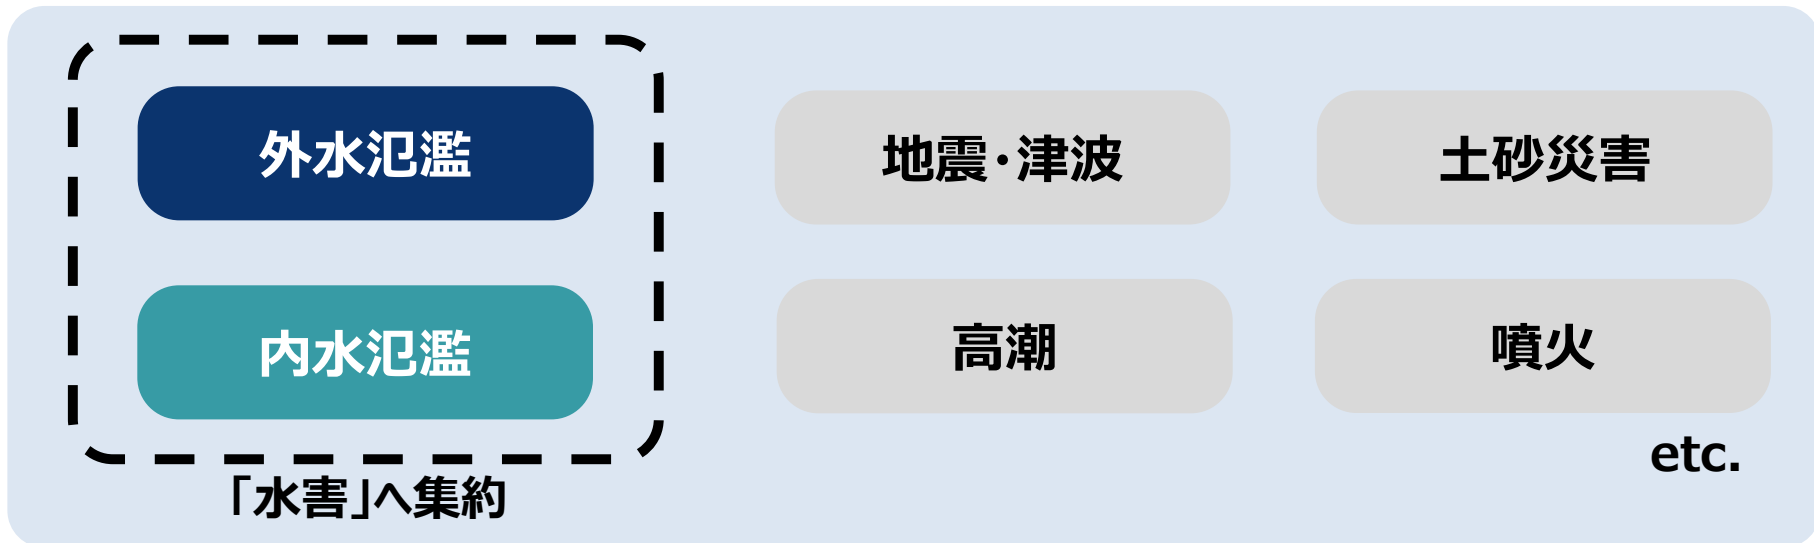 外水氾濫
内水氾濫
「水害」へ集約
地震・津波
土砂災害
高潮
噴火
etc.